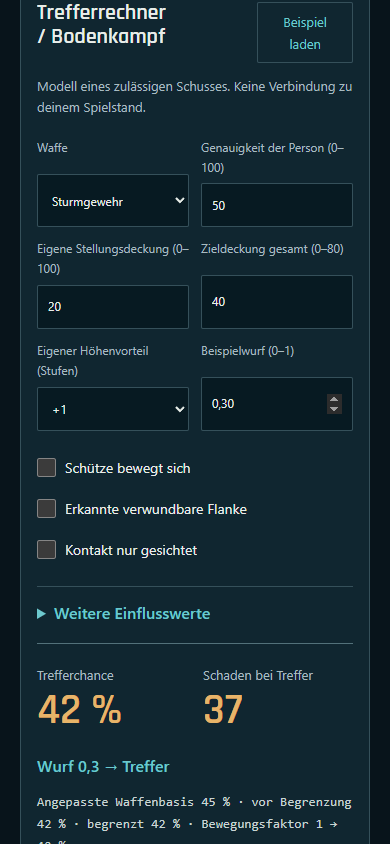 Trefferrechner
/ Bodenkampf
Beispiel
laden
Modell eines zulässigen Schusses. Keine Verbindung zu
deinem Spielstand.
Waffe
Genauigkeit der Person (0–
100)
Sturmgewehr
50
Eigene Stellungsdeckung (0–
100)
Zieldeckung gesamt (0–80)
20
40
Eigener Höhenvorteil
(Stufen)
Beispielwurf (0–1)
+1
0,30
Schütze bewegt sich
Erkannte verwundbare Flanke
Kontakt nur gesichtet
Weitere Einflusswerte
Trefferchance
Schaden bei Treffer
42 %
37
Wurf 0,3 → Treffer
Angepasste Waffenbasis 45 % · vor Begrenzung
42 % · begrenzt 42 % · Bewegungsfaktor 1 →